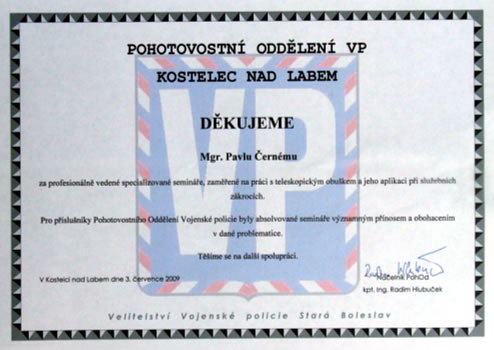 POHOTOVOSTNÍ ODDĚLENÍ VP
KOSTELEC NAD LABEM
VP
DĚKUJEME
Mgr. Pavlu Černému
za profesionálně vedené specializované semináře, zaměřené na práci s teleskopickým obuškem a jeho aplikaci při služebních
zákrocích.
Pro příslušníky Pohotovostního Oddělení Vojenské policie byly absolvované semináře významným přínosem a obohacením
v dané problematice.
Těšíme se na další spolupráci.
V Kostelci nad Labem dne 3. července 2009
Náčelník PohOd
kpt. Ing. Radim Hlubuček
Velitelství Vojenské policie Stará Boleslav